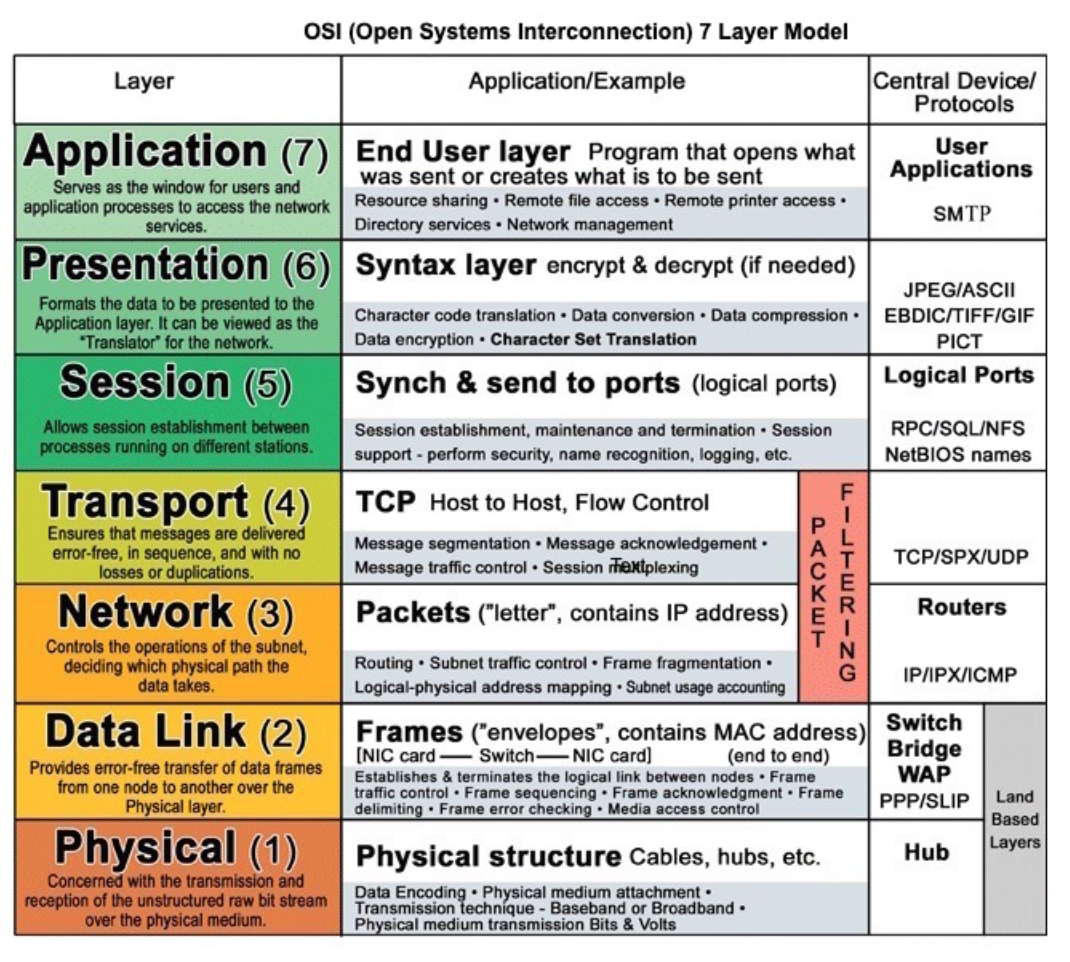 OSI (Open Systems Interconnection) 7 Layer Model
Layer
Application/Example
Central Device/
Protocols
Application (7)
Serves as the window for users and
application processes to access the network
services.
End User layer Program that opens what
was sent or creates what is to be sent
Resource sharing • Remote file access • Remote printer access •
Directory services • Network management
User
Applications
SMTP
Presentation (6)
Formats the data to be presented to the
Application layer. It can be viewed as the
"Translator" for the network.
Syntax layer encrypt & decrypt (if needed)
Character code translation • Data conversion • Data compression •
Data encryption • Character Set Translation
JPEG/ASCII
EBDIC/TIFF/GIF
PICT
Session (5)
Allows session establishment between
processes running on different stations.
Synch & send to ports (logical ports)
Session establishment, maintenance and termination • Session
support - perform security, name recognition, logging, etc.
Logical Ports
RPC/SQL/NFS
NetBIOS names
Transport (4)
Ensures that messages are delivered
error-free, in sequence, and with no
losses or duplications.
TCP Host to Host, Flow Control
Message segmentation • Message acknowledgement •
Message traffic control • Session
Text
PACKET
FILTERING
TCP/SPX/UDP
Network (3)
Controls the operations of the subnet,
deciding which physical path the
data takes.
Packets ("letter", contains IP address)
Routing • Subnet traffic control • Frame fragmentation •
Logical-physical address mapping • Subnet usage accounting
Routers
IP/IPX/ICMP
Data Link (2)
Provides error-free transfer of data frames
from one node to another over the
Physical layer.
Frames ("envelopes", contains MAC address)
[NIC card — Switch — NIC card] (end to end)
Establishes & terminates the logical link between nodes • Frame
traffic control • Frame sequencing • Frame acknowledgment • Frame
delimiting • Frame error checking • Media access control
Switch
Bridge
WAP
PPP/SLIP
Land
Based
Layers
Physical (1)
Concerned with the transmission and
reception of the unstructured raw bit stream
over the physical medium.
Physical structure Cables, hubs, etc.
Data Encoding • Physical medium attachment •
Transmission technique - Baseband or Broadband •
Physical medium transmission Bits & Volts
Hub